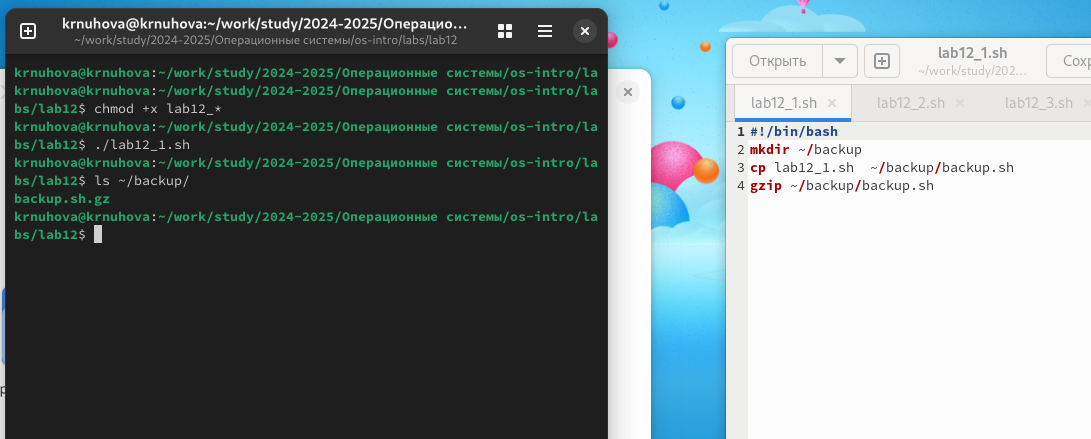 krnuhova@krnuhova:~/work/study/2024-2025/Операцио...
~/work/study/2024-2025/Операционные системы/os-intro/labs/lab12
krnuhova@krnuhova:~/work/study/2024-2025/Операционные системы/os-intro/la
krnuhova@krnuhova:~/work/study/2024-2025/Операционные системы/os-intro/la
bs/lab12$ chmod +x lab12_*
krnuhova@krnuhova:~/work/study/2024-2025/Операционные системы/os-intro/la
bs/lab12$ ./lab12_1.sh
krnuhova@krnuhova:~/work/study/2024-2025/Операционные системы/os-intro/la
bs/lab12$ ls ~/backup/
backup.sh.gz
krnuhova@krnuhova:~/work/study/2024-2025/Операционные системы/os-intro/la
bs/lab12$
Открыть
lab12_1.sh
~/work/study/202...
lab12_1.sh
lab12_2.sh
lab12_3.sh
1 #!/bin/bash
2 mkdir ~/backup
3 cp lab12_1.sh  ~/backup/backup.sh
4 gzip ~/backup/backup.sh